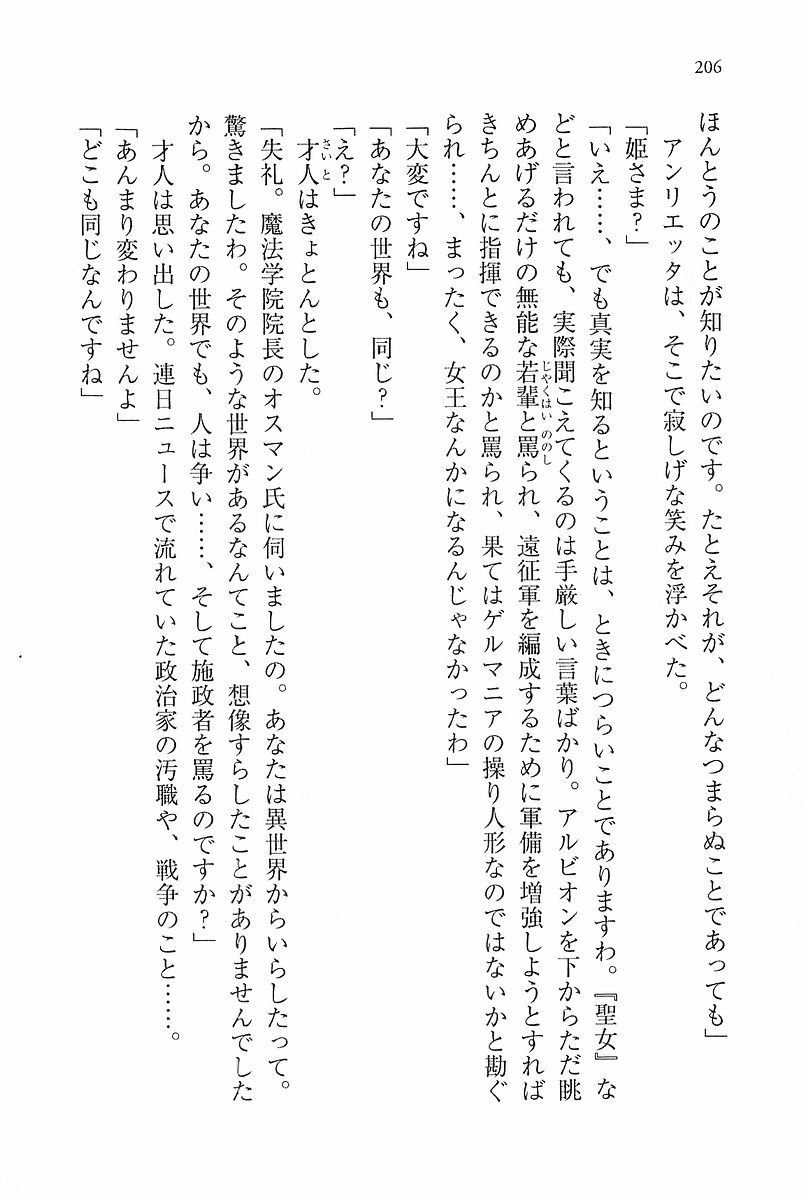 206
ほんとうのことが知りたいのです。たとえそれが、どんなつまらぬことであっても」
　アンリエッタは、そこで寂しげな笑みを浮かべた。
「姫さま？」
「いえ……、でも真実を知るということは、ときにつらいことでありますわ。『聖女』な
どと言われても、実際聞こえてくるのは手厳しい言葉ばかり。アルビオンを下からただ眺
めあげるだけの無能な若輩と罵られ、遠征軍を編成するために軍備を増強しようとすれば
じゃくはい　ののし
きちんとに指揮できるのかと罵られ、果てはゲルマニアの操り人形なのではないかと勘ぐ
られ……、まったく、女王なんかになるんじゃなかったわ」
「大変ですね」
「あなたの世界も、同じ？」
「え？」
　才人はきょとんとした。
さいと
「失礼。魔法学院院長のオスマン氏に伺いましたの。あなたは異世界からいらしたって。
驚きましたわ。そのような世界があるなんてこと、想像すらしたことがありませんでした
から。あなたの世界でも、人は争い……、そして施政者を罵るのですか？」
　才人は思い出した。連日ニュースで流れていた政治家の汚職や、戦争のこと……。
「あんまり変わりませんよ」
「どこも同じなんですね」